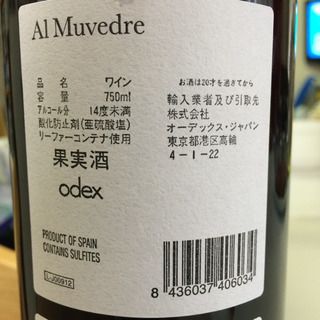 Al Muvedre
品 名 ワイン
容 量 750ml
アルコール分 14度未満
酸化防止剤(亜硫酸塩)
リーファーコンテナ使用
果実酒
odex
お酒は20才を過ぎてから
輸入業者及び引取先
株式会社
オーデックス・ジャパン
東京都港区高輪
4-1-22
PRODUCT OF SPAIN
CONTAINS SULFITES
L-J00912
8 436037 406034